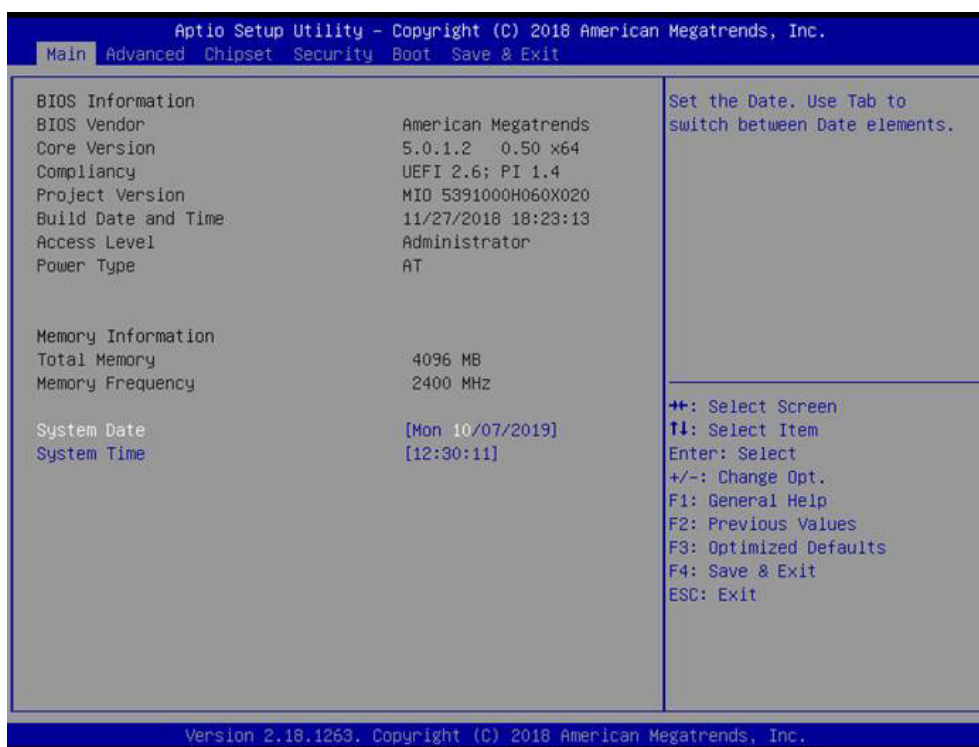 Aptio Setup Utility – Copyright (C) 2018 American Megatrends, Inc.
Main Advanced Chipset Security Boot Save & Exit
BIOS Information
BIOS Vendor American Megatrends
Core Version 5.0.1.2 0.50 x64
Compliancy UEFI 2.6; PI 1.4
Project Version MIO 5391000H060X020
Build Date and Time 11/27/2018 18:23:13
Access Level Administrator
Power Type AT
Memory Information
Total Memory 4096 MB
Memory Frequency 2400 MHz
System Date [Mon 10/07/2019]
System Time [12:30:11]
Set the Date. Use Tab to
switch between Date elements.
→←: Select Screen
↑↓: Select Item
Enter: Select
+/-: Change Opt.
F1: General Help
F2: Previous Values
F3: Optimized Defaults
F4: Save & Exit
ESC: Exit
Version 2.18.1263. Copyright (C) 2018 American Megatrends, Inc.